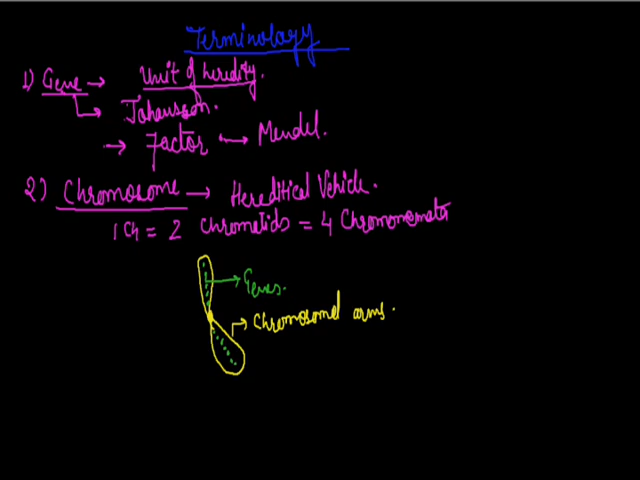 Terminology
1) Gene → Unit of heredity.
→ Johannson.
→ Factor → Mendel.
2) Chromosome → Hereditical Vehicle.
1 Ch = 2 Chromatids = 4 Chromonemata
→ Genes.
→ Chromosomal arms.